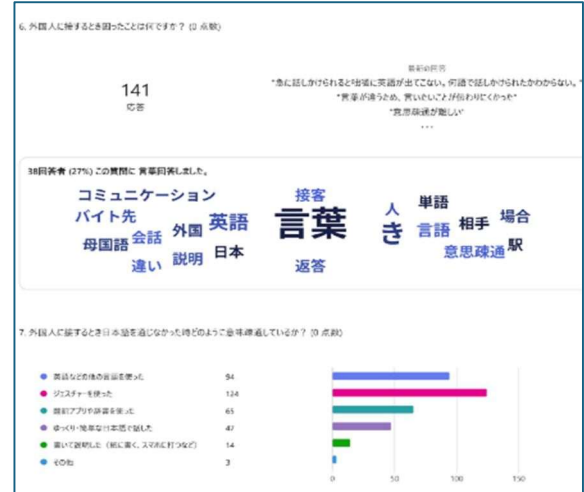 6. 外国人に接するとき困ったことは何ですか? (0 点数)
141
応答
最新の回答
"急に話しかけられると咄嗟に英語が出てこない。何語で話しかけられたかわからない。"
"言葉が違うため、言いたいことが伝わりにくかった"
"意思疎通が難しい"
...
38回答者 (27%) この質問に 言葉回答しました。
コミュニケーション 接客 単語
バイト先 英語 言葉 人 き 言語 相手 場合
母国語 会話 外国 日本 意思疎通 駅
違い 説明 返答
7. 外国人に接するとき日本語を通じなかった時どのように意味疎通しているか? (0 点数)
英語などの他の言語を使った 94
ジェスチャーを使った 124
翻訳アプリや辞書を使った 65
ゆっくり・簡単な日本語で話した 47
書いて説明した(紙に書く、スマホに打つなど) 14
その他 3
0 50 100 150